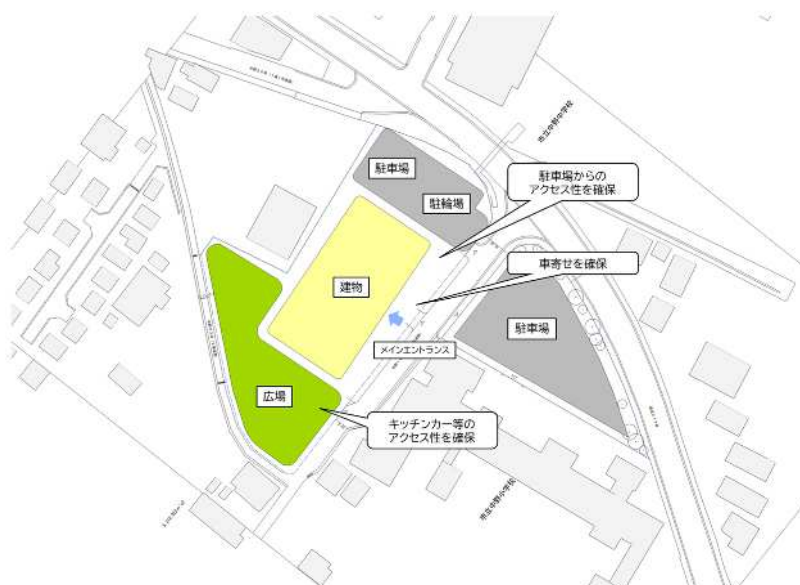 市立中野中学校
駐車場
駐輪場
駐車場からの
アクセス性を確保
車寄せを確保
建物
駐車場
メインエントランス
広場
キッチンカー等の
アクセス性を確保
市立中野小学校